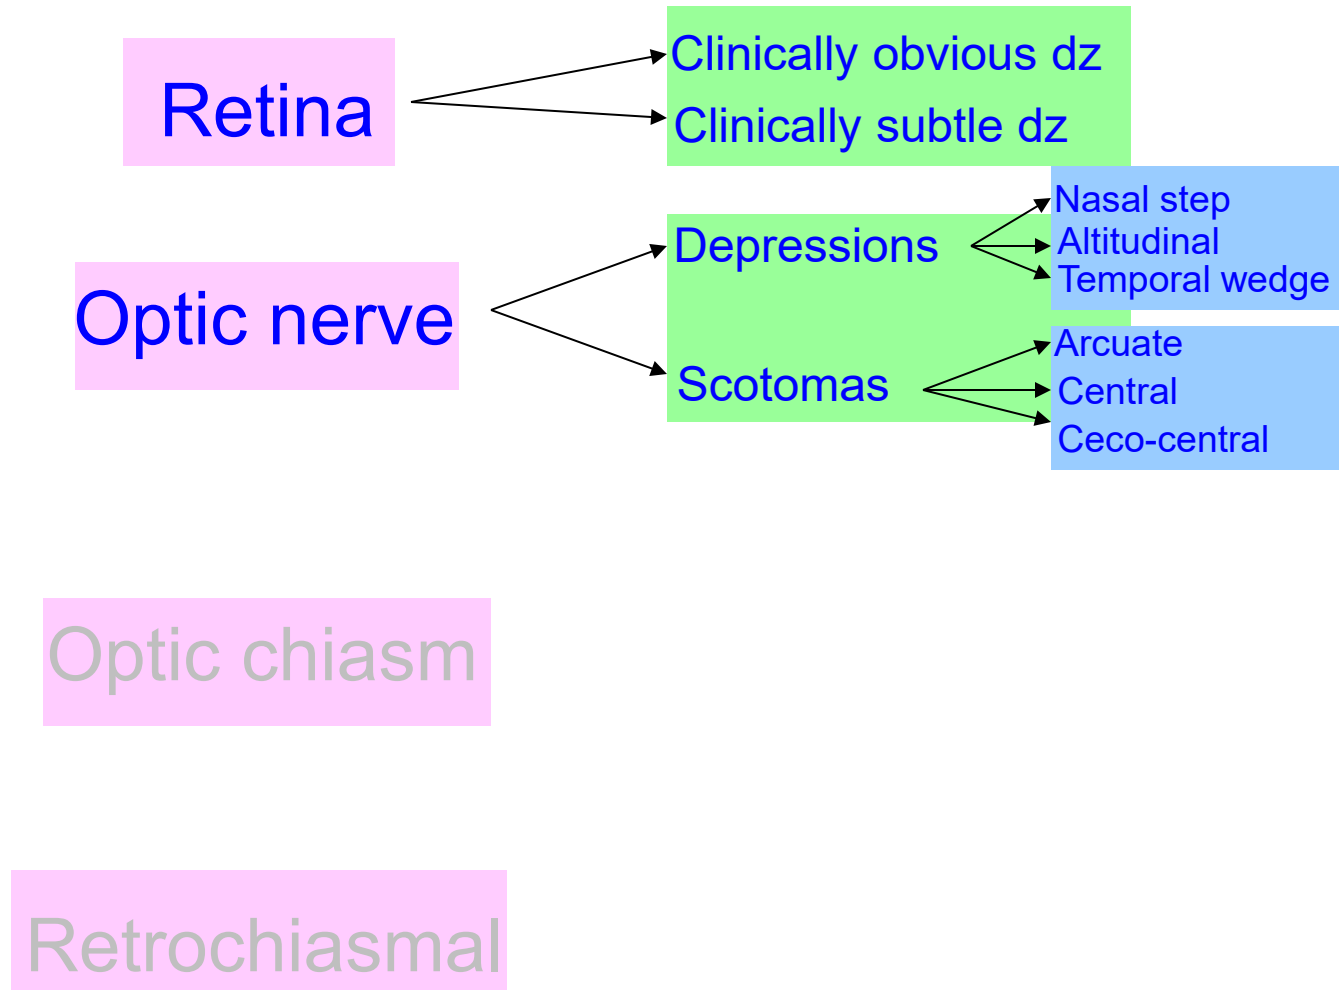 Retina
Clinically obvious dz
Clinically subtle dz
Optic nerve
Depressions
Nasal step
Altitudinal
Temporal wedge
Scotomas
Arcuate
Central
Ceco-central
Optic chiasm
Retrochiasmal